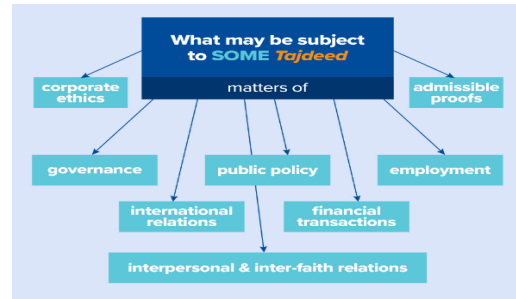 What may be subject
to SOME Tajdeed
matters of
corporate
ethics
admissible
proofs
governance
public policy
employment
international
relations
financial
transactions
interpersonal & inter-faith relations